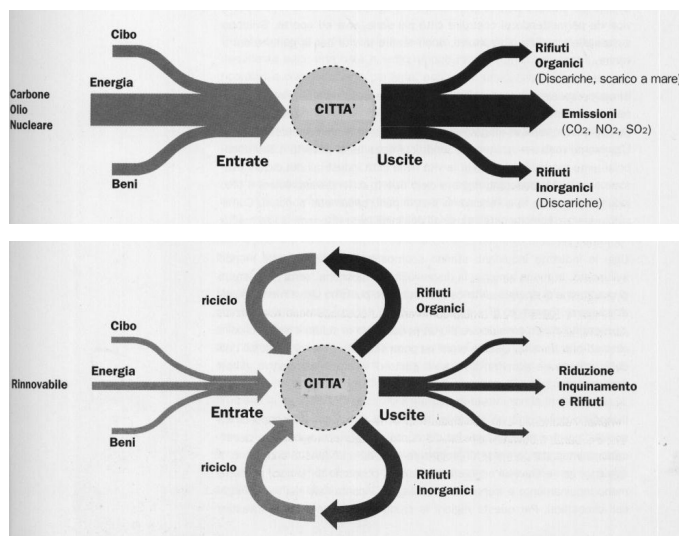 Cibo
Carbone
Olio
Nucleare
Energia
Beni
Entrate
CITTA'
Uscite
Rifiuti
Organici
(Discariche, scarico a mare)
Emissioni
(CO₂, NO₂, SO₂)
Rifiuti
Inorganici
(Discariche)
riciclo
Rifiuti
Organici
Cibo
Rinnovabile
Energia
Beni
Entrate
CITTA'
Uscite
Riduzione
Inquinamento
e Rifiuti
riciclo
Rifiuti
Inorganici